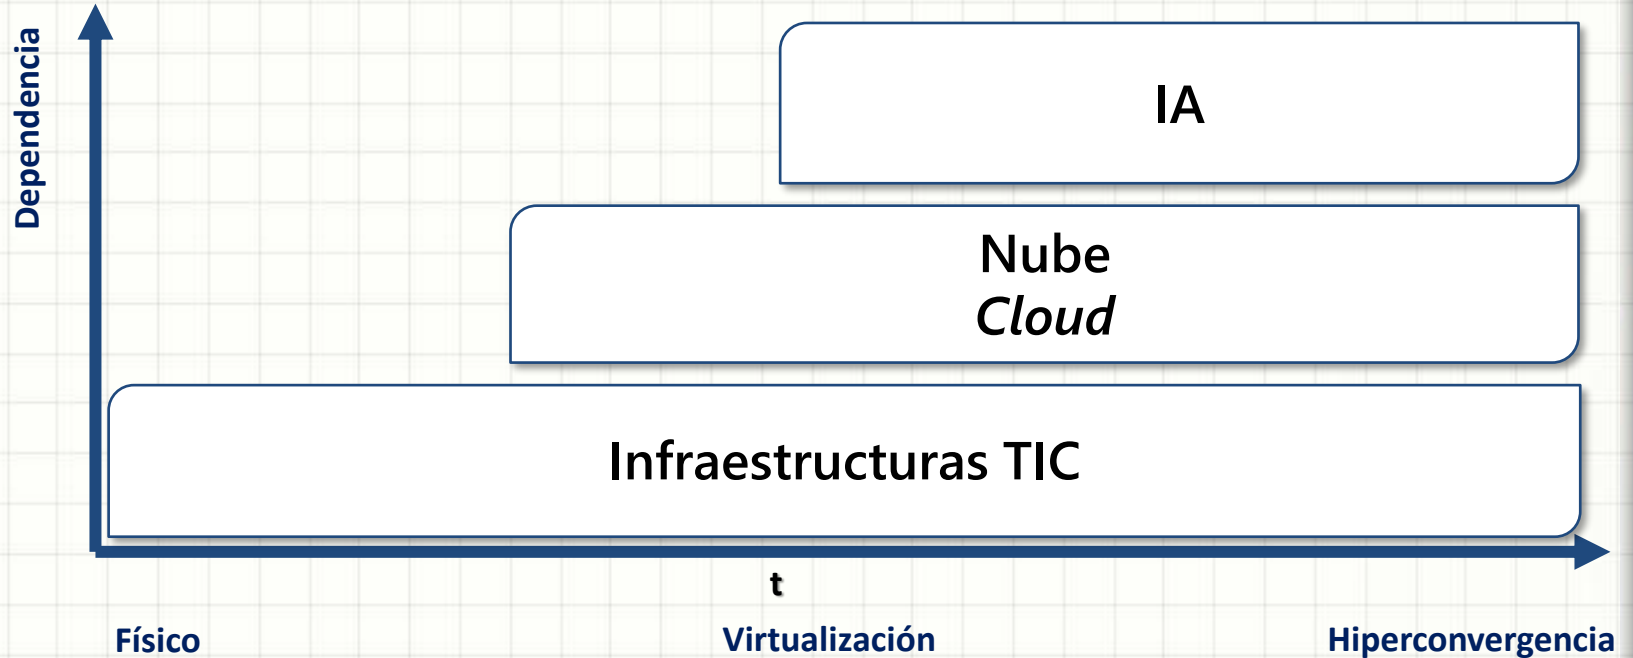 Dependencia
IA
Nube
Cloud
Infraestructuras TIC
t
Físico
Virtualización
Hiperconvergencia